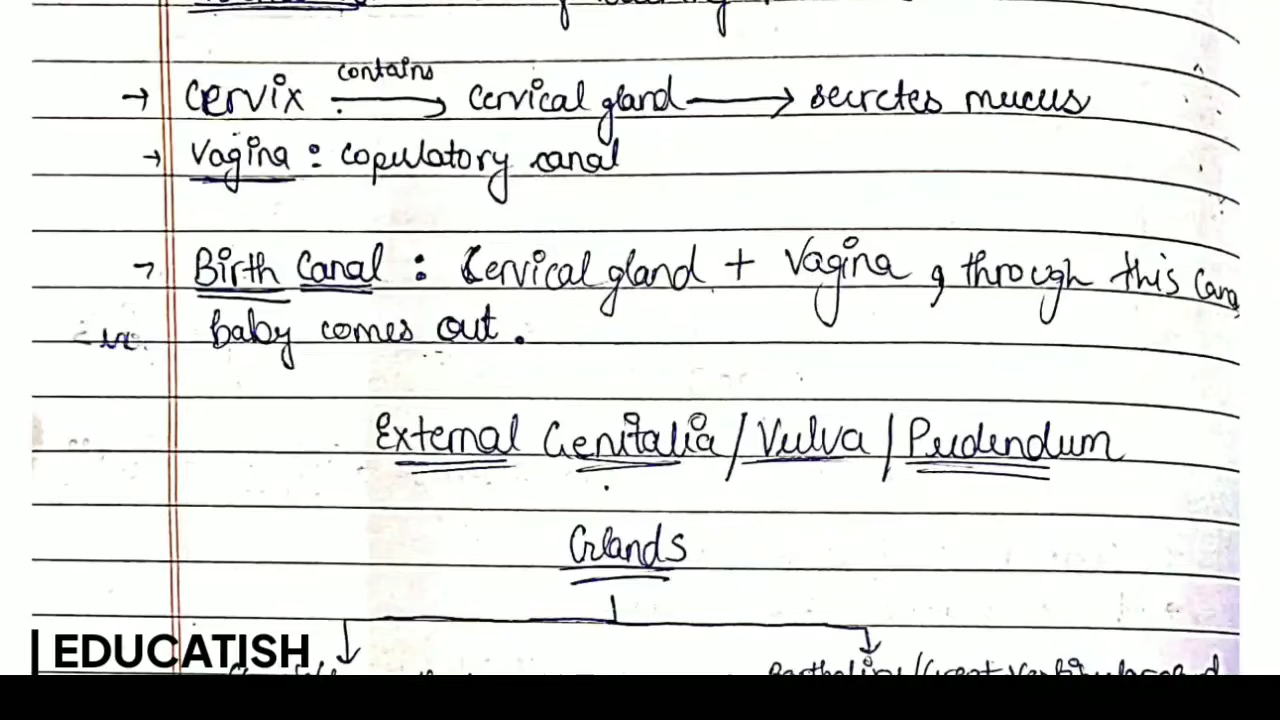 → Cervix contains → Cervical gland → secretes mucus
→ Vagina : copulatory canal
→ Birth Canal : Cervical gland + Vagina , through this Cana
baby comes out .
External Genitalia / Vulva / Pudendum
Glands
| EDUCATISH